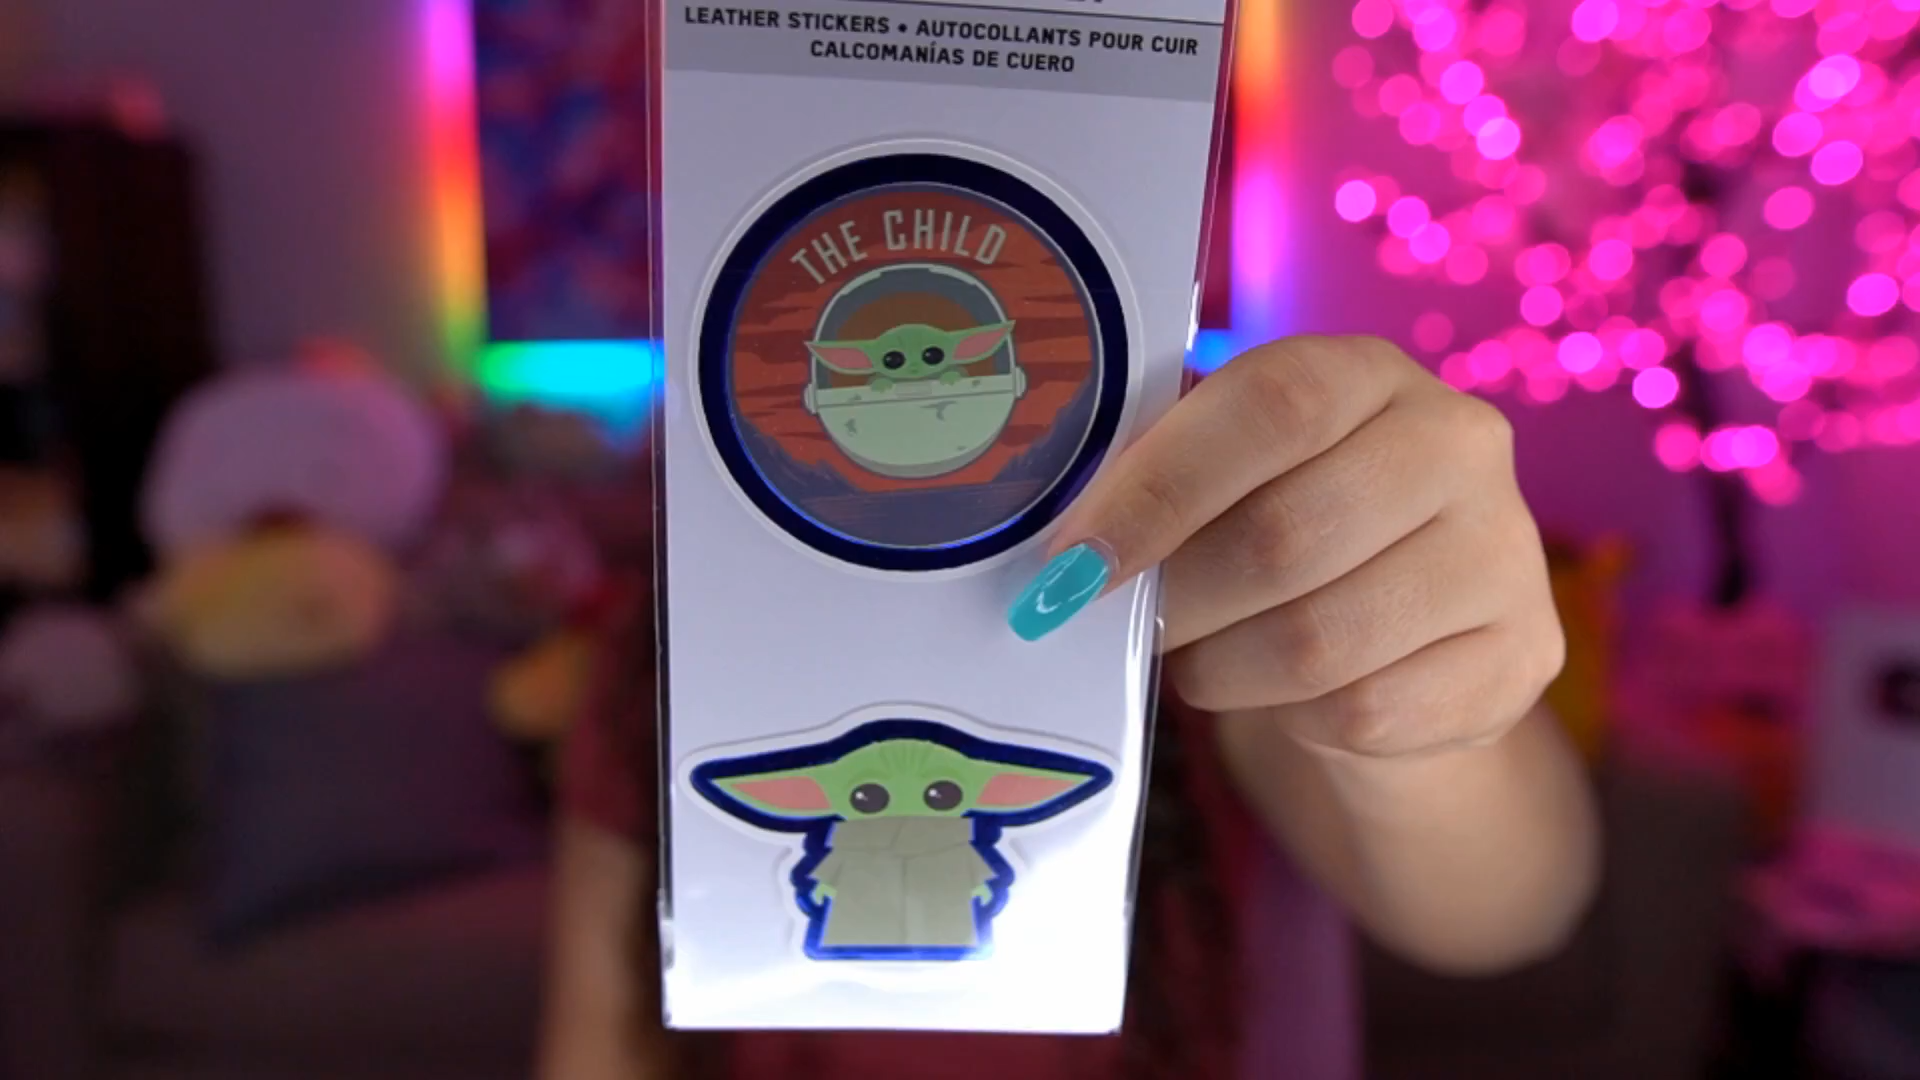 LEATHER STICKERS • AUTOCOLLANTS POUR CUIR
CALCOMANÍAS DE CUERO
THE CHILD